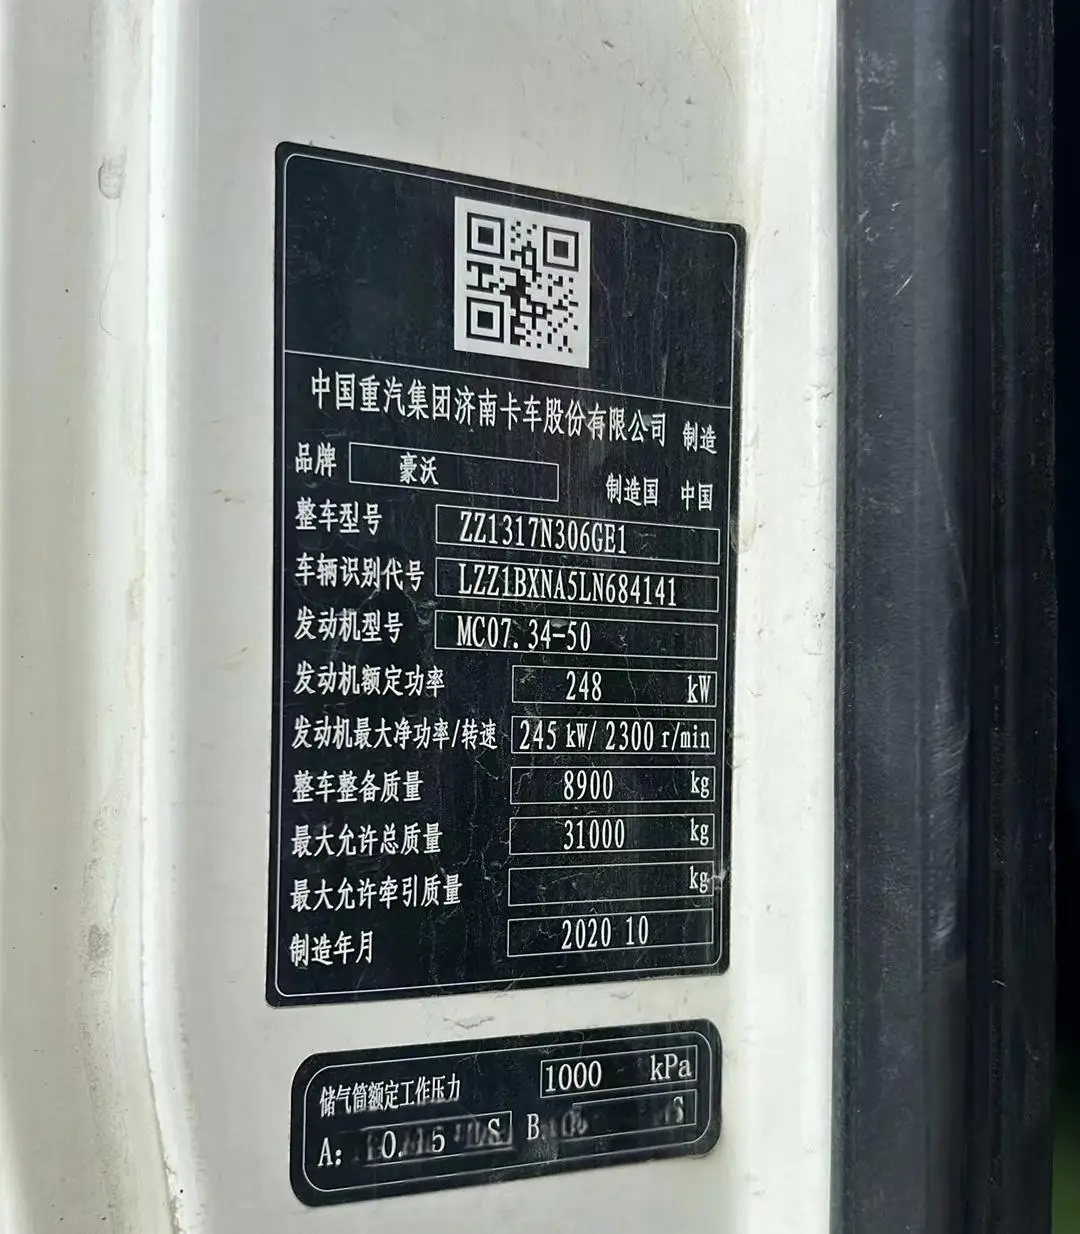 中国重汽集团济南卡车股份有限公司 制造
品牌 豪沃 制造国 中国
整车型号 ZZ1317N306GE1
车辆识别代号 LZZ1BXNA5LN684141
发动机型号 MC07.34-50
发动机额定功率 248 kW
发动机最大净功率/转速 245 kW/ 2300 r/min
整车整备质量 8900 kg
最大允许总质量 31000 kg
最大允许牵引质量 kg
制造年月 2020 10
储气筒额定工作压力 1000 kPa
A: S B: S